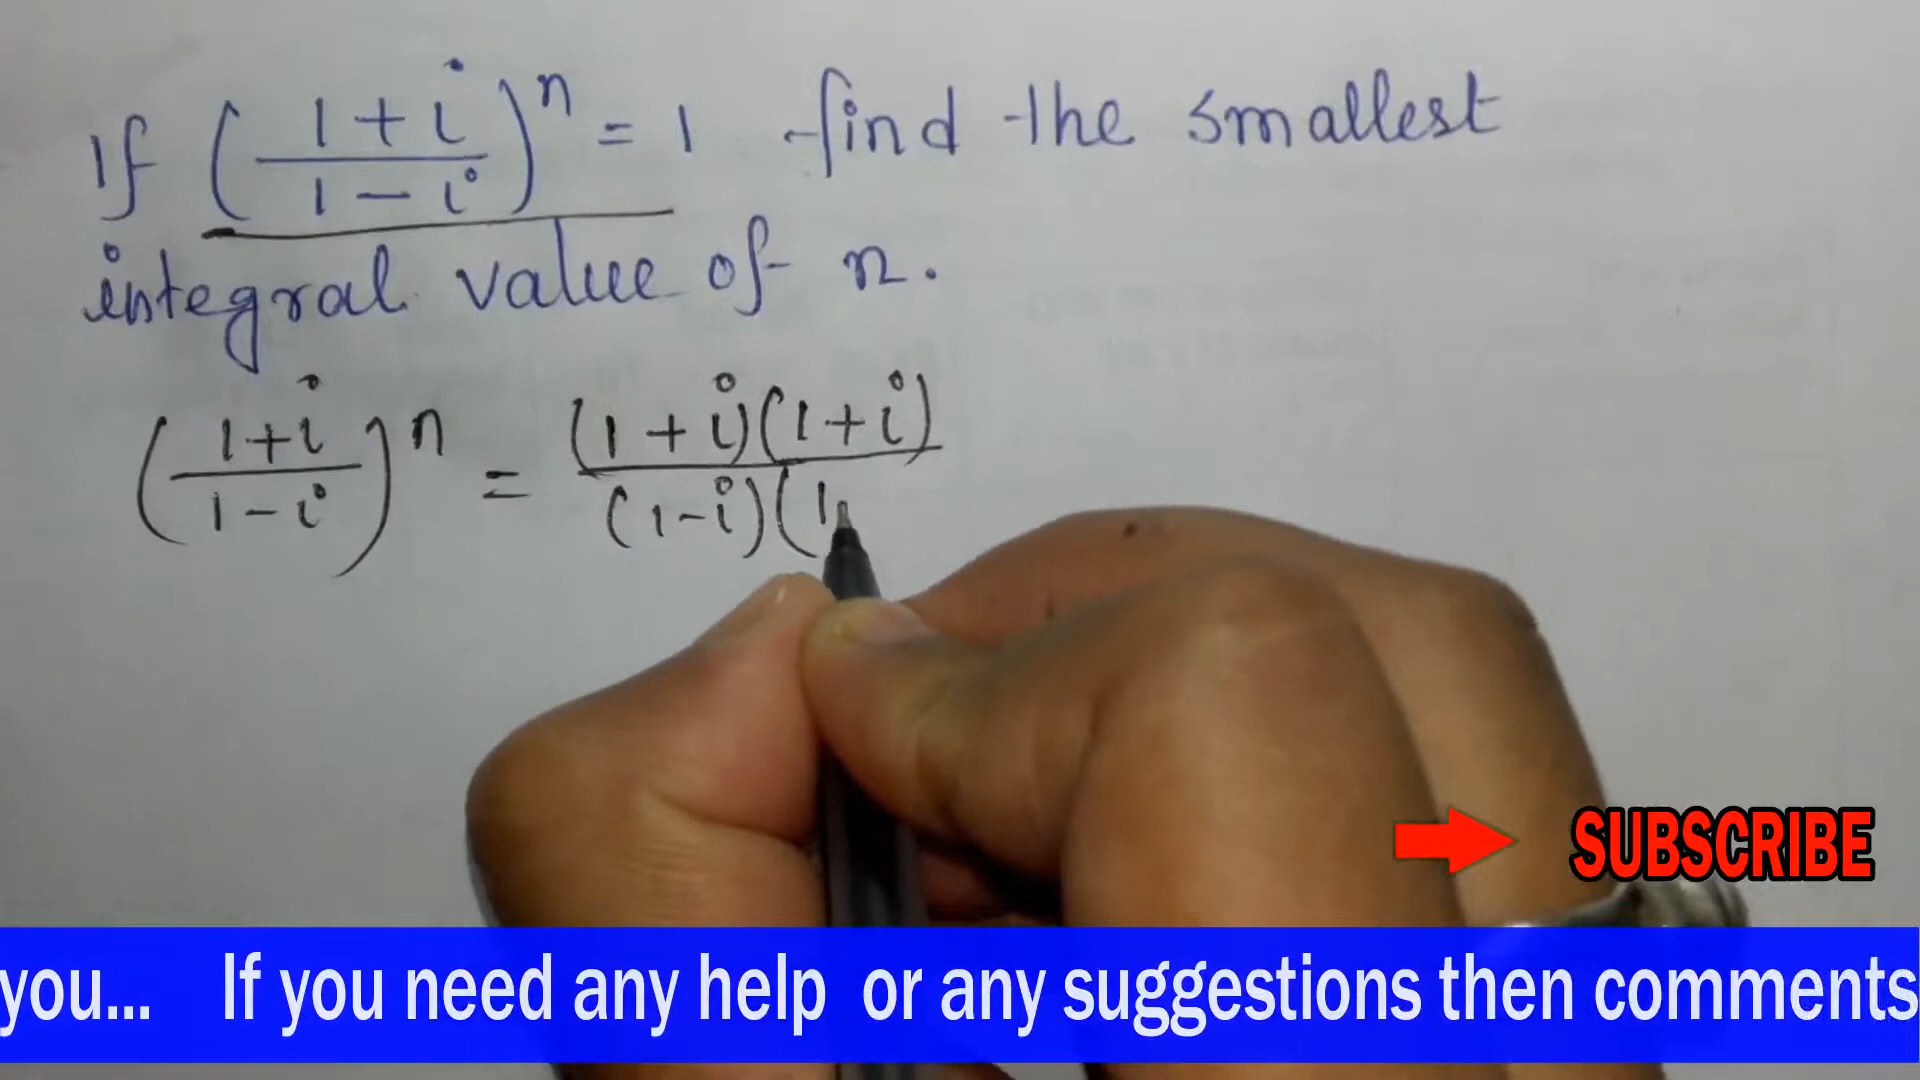 If ((1+i)/(1-i))^n = 1 find the smallest
integral value of n.
((1+i)/(1-i))^n = ((1+i)(1+i))/((1-i)(1
SUBSCRIBE
you... If you need any help or any suggestions then comments